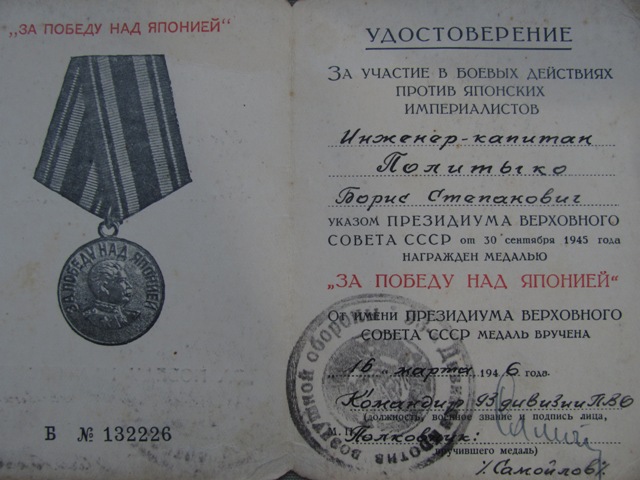 „ЗА ПОБЕДУ НАД ЯПОНИЕЙ"
ЗА ПОБЕДУ НАД ЯПОНИЕЙ
Б № 132226
УДОСТОВЕРЕНИЕ
ЗА УЧАСТИЕ В БОЕВЫХ ДЕЙСТВИЯХ
ПРОТИВ ЯПОНСКИХ
ИМПЕРИАЛИСТОВ
Инженер-капитан
Политыко
Борис Степанович
УКАЗОМ ПРЕЗИДИУМА ВЕРХОВНОГО
СОВЕТА СССР от 30 сентября 1945 года
НАГРАЖДЕН МЕДАЛЬЮ
„ЗА ПОБЕДУ НАД ЯПОНИЕЙ"
ОТ ИМЕНИ ПРЕЗИДИУМА ВЕРХОВНОГО
СОВЕТА СССР МЕДАЛЬ ВРУЧЕНА
„16" марта 1946 года.
Командир 93 дивизии ПВО
(должность, военное звание и подпись лица,
М. П. Полковник:
вручившего медаль)
/Самойлов/.
противовоздушной обороны